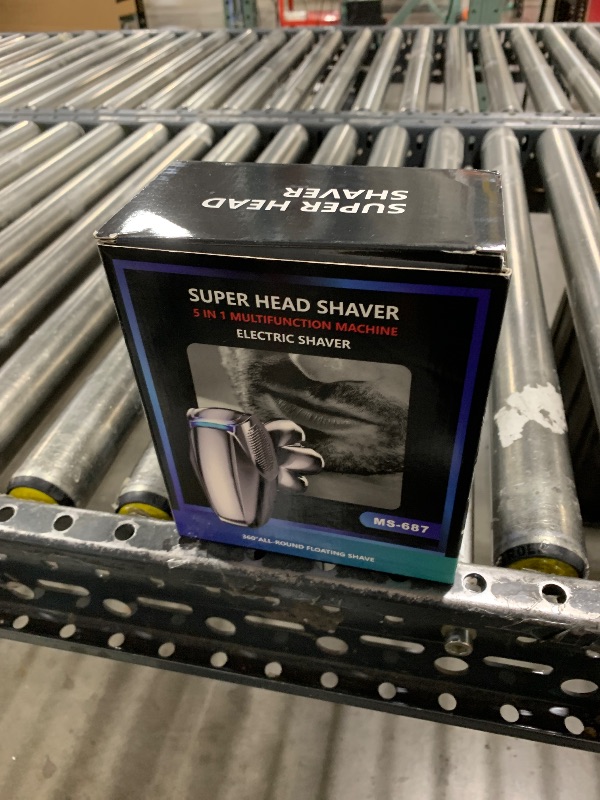 SUPER HEAD
SHAVER
SUPER HEAD SHAVER
5 IN 1 MULTIFUNCTION MACHINE
ELECTRIC SHAVER
MS-687
360°ALL-ROUND FLOATING SHAVE